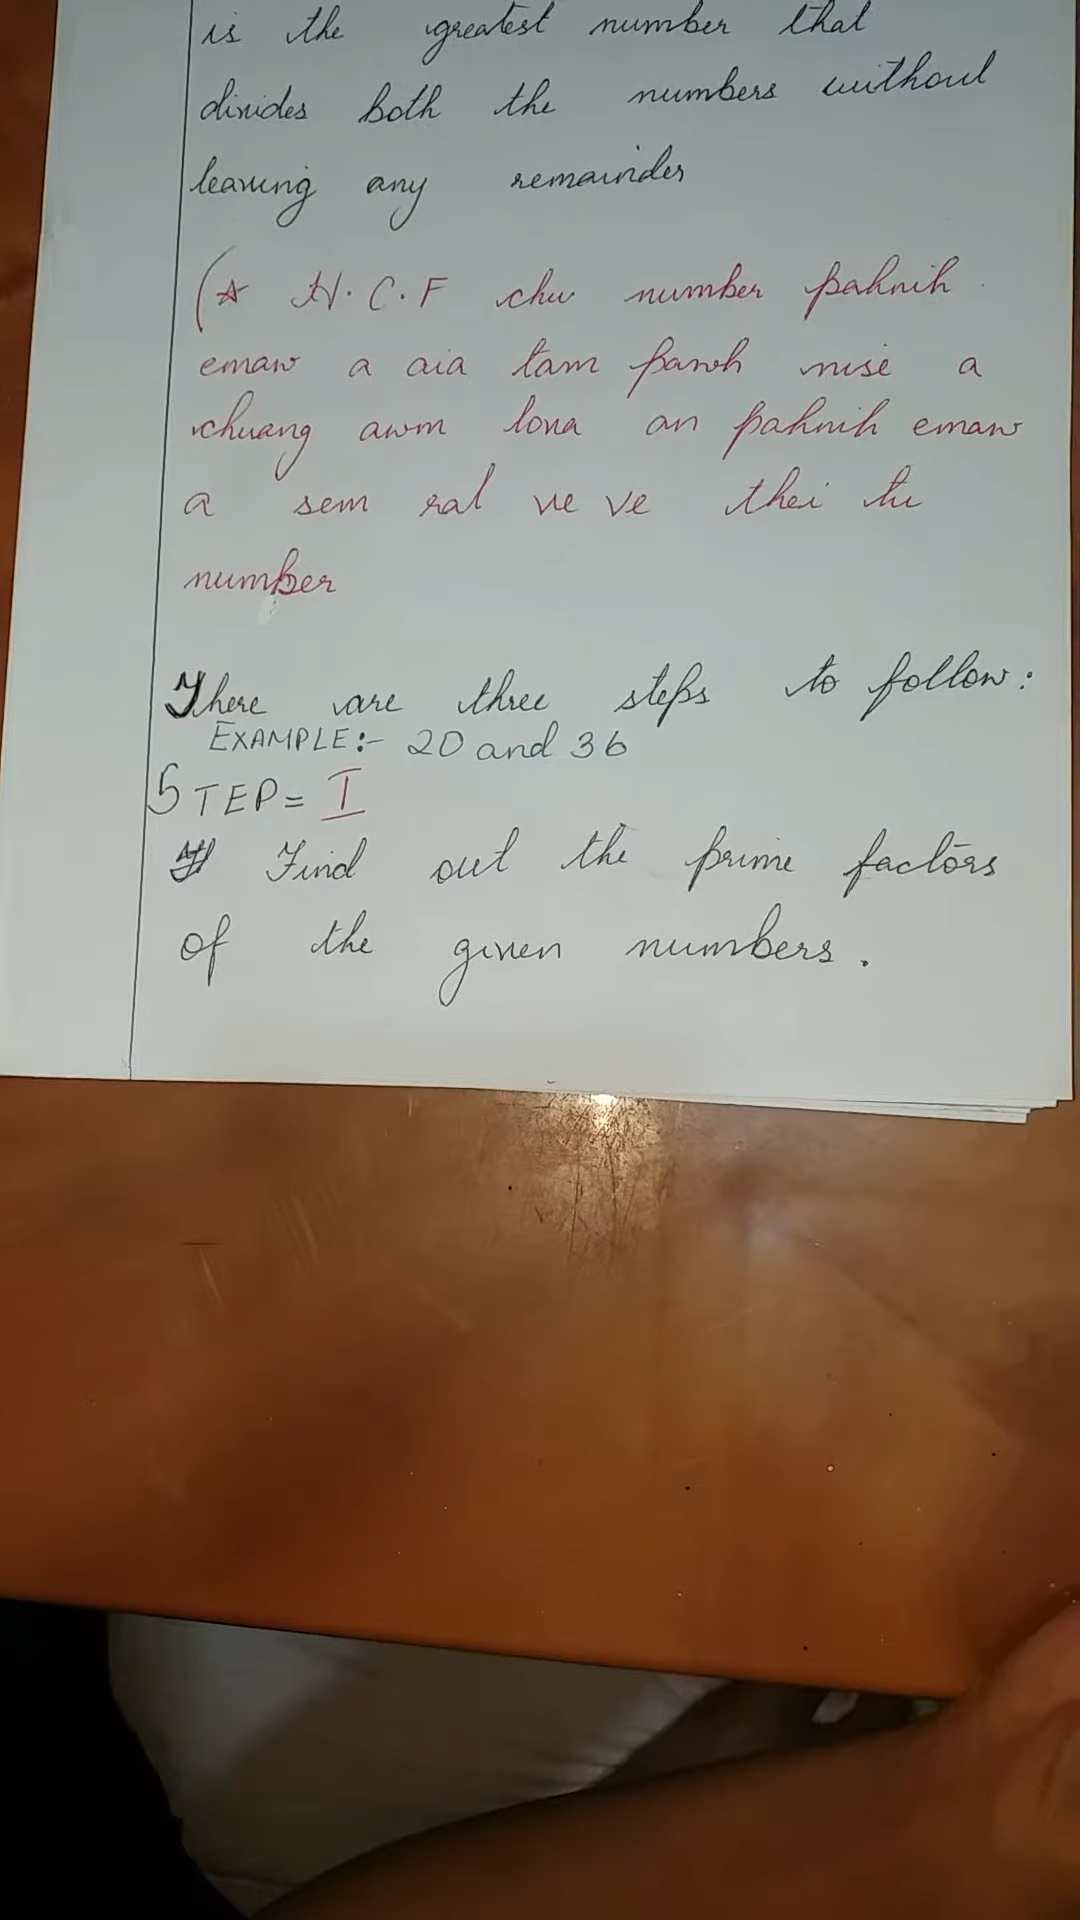 is the greatest number that
divides both the numbers without
leaving any remainder
(☆ H.C.F chu number pahnih
emaw a aia tam pawh nise a
chuang awm lova an pahnih emaw
a sem ral ve ve thei tu
number
There are three steps to follow:
EXAMPLE:- 20 and 36
STEP= I
Find out the prime factors
of the given numbers.